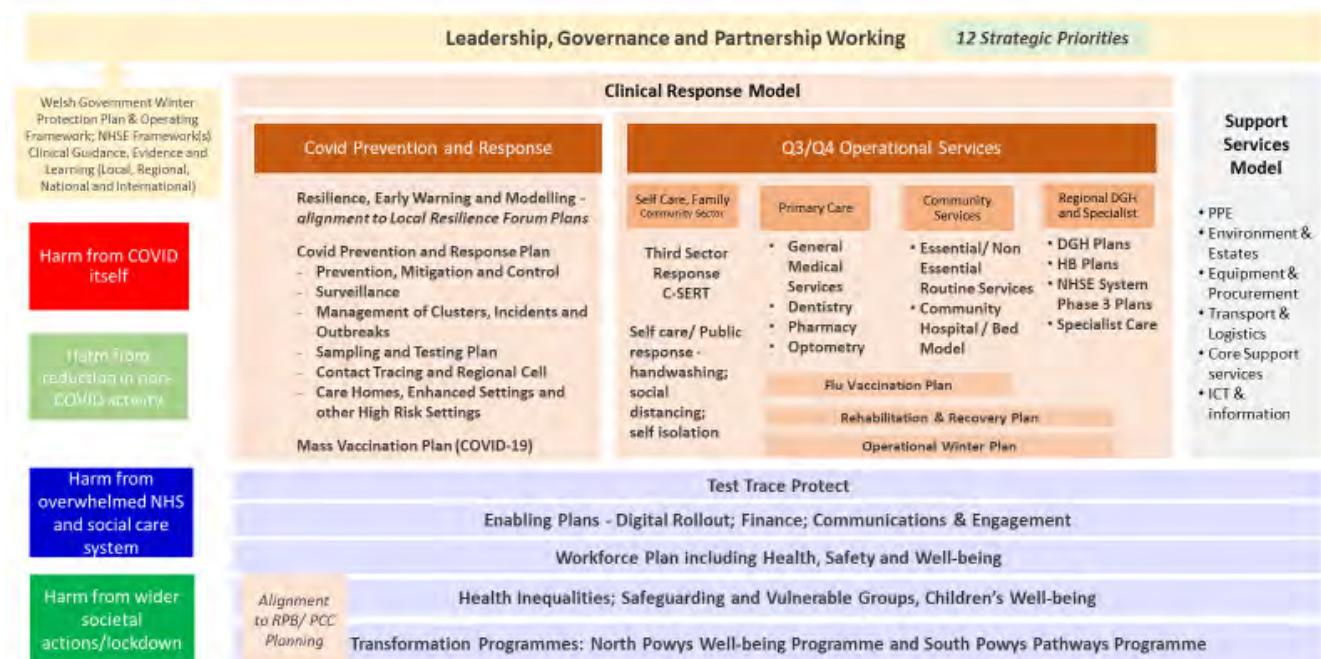 Leadership, Governance and Partnership Working
12 Strategic Priorities
Welsh Government Winter
Protection Plan & Operating
Framework; NHSE Framework(s)
Clinical Guidance, Evidence and
Learning (Local, Regional,
National and International)
Harm from COVID
itself
Harm from
reduction in non-
COVID activity
Harm from
overwhelmed NHS
and social care
system
Harm from wider
societal
actions/lockdown
Clinical Response Model
Covid Prevention and Response
Resilience, Early Warning and Modelling -
alignment to Local Resilience Forum Plans
Covid Prevention and Response Plan
- Prevention, Mitigation and Control
- Surveillance
- Management of Clusters, Incidents and
Outbreaks
- Sampling and Testing Plan
- Contact Tracing and Regional Cell
- Care Homes, Enhanced Settings and
other High Risk Settings
Mass Vaccination Plan (COVID-19)
Q3/Q4 Operational Services
Self Care, Family
Community Sector
Third Sector
Response
C-SERT
Self care/ Public
response -
handwashing;
social
distancing;
self isolation
Primary Care
• General
Medical
Services
• Dentistry
• Pharmacy
• Optometry
Community
Services
• Essential/ Non
Essential
Routine Services
• Community
Hospital / Bed
Model
Regional DGH
and Specialist
• DGH Plans
• HB Plans
• NHSE System
Phase 3 Plans
• Specialist Care
Flu Vaccination Plan
Rehabilitation & Recovery Plan
Operational Winter Plan
Support
Services
Model
• PPE
• Environment &
Estates
• Equipment &
Procurement
• Transport &
Logistics
• Core Support
services
• ICT &
information
Test Trace Protect
Enabling Plans - Digital Rollout; Finance; Communications & Engagement
Workforce Plan including Health, Safety and Well-being
Alignment
to RPB/ PCC
Planning
Health Inequalities; Safeguarding and Vulnerable Groups, Children's Well-being
Transformation Programmes: North Powys Well-being Programme and South Powys Pathways Programme